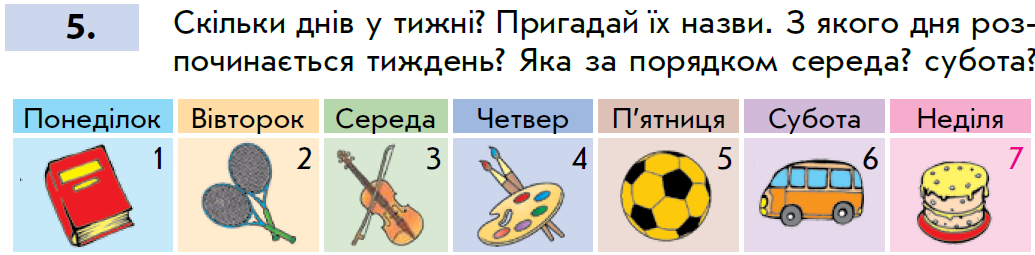 5.
Скільки днів у тижні? Пригадай їх назви. З якого дня роз-
починається тиждень? Яка за порядком середа? субота?
Понеділок Вівторок Середа Четвер П’ятниця Субота Неділя
1 2 3 4 5 6 7